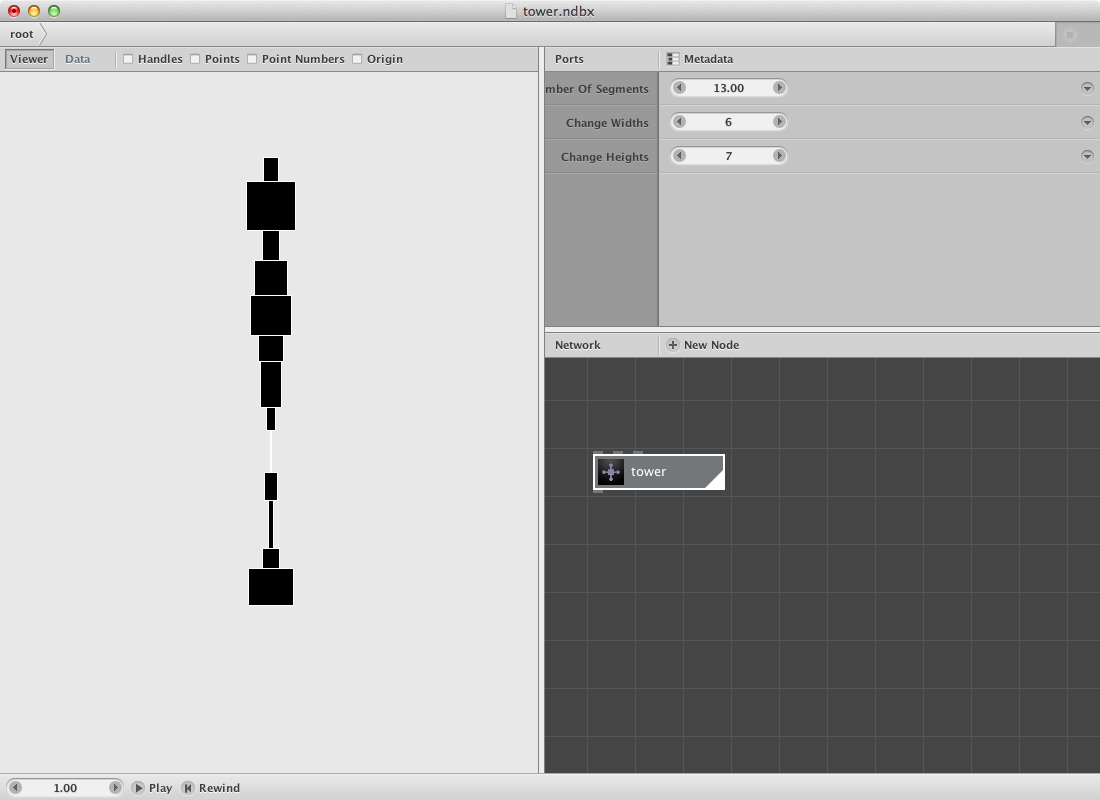 tower.ndbx
root
Viewer Data Handles Points Point Numbers Origin
Ports Metadata
mber Of Segments 13.00
Change Widths 6
Change Heights 7
Network New Node
tower
1.00 Play Rewind